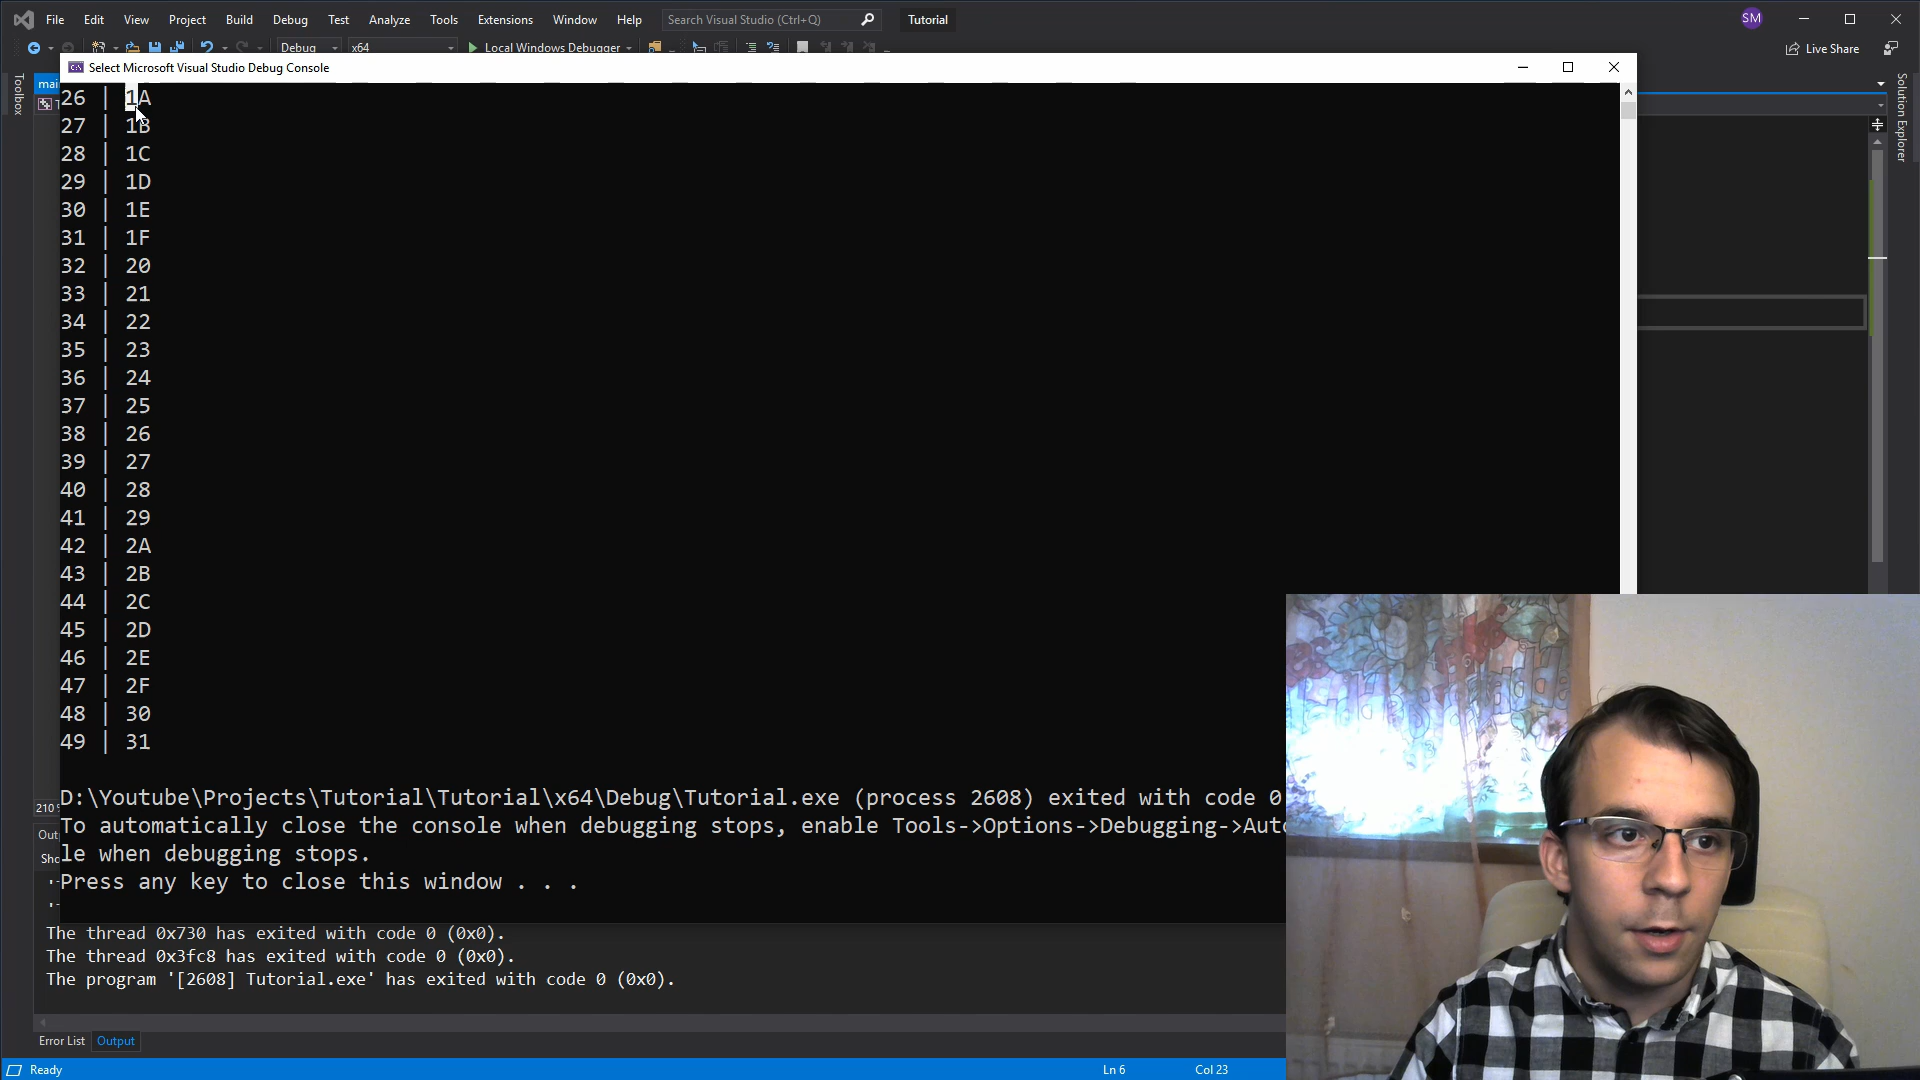 File Edit View Project Build Debug Test Analyze Tools Extensions Window Help Search Visual Studio (Ctrl+Q) Tutorial SM
Debug x64 Local Windows Debugger Live Share
Select Microsoft Visual Studio Debug Console
Toolbox
Solution Explorer
26 | 1A
27 | 1B
28 | 1C
29 | 1D
30 | 1E
31 | 1F
32 | 20
33 | 21
34 | 22
35 | 23
36 | 24
37 | 25
38 | 26
39 | 27
40 | 28
41 | 29
42 | 2A
43 | 2B
44 | 2C
45 | 2D
46 | 2E
47 | 2F
48 | 30
49 | 31
D:\Youtube\Projects\Tutorial\Tutorial\x64\Debug\Tutorial.exe (process 2608) exited with code 0
To automatically close the console when debugging stops, enable Tools->Options->Debugging->Aut
le when debugging stops.
Press any key to close this window . . .
210
The thread 0x730 has exited with code 0 (0x0).
The thread 0x3fc8 has exited with code 0 (0x0).
The program '[2608] Tutorial.exe' has exited with code 0 (0x0).
Error List Output
Ready Ln 6 Col 23